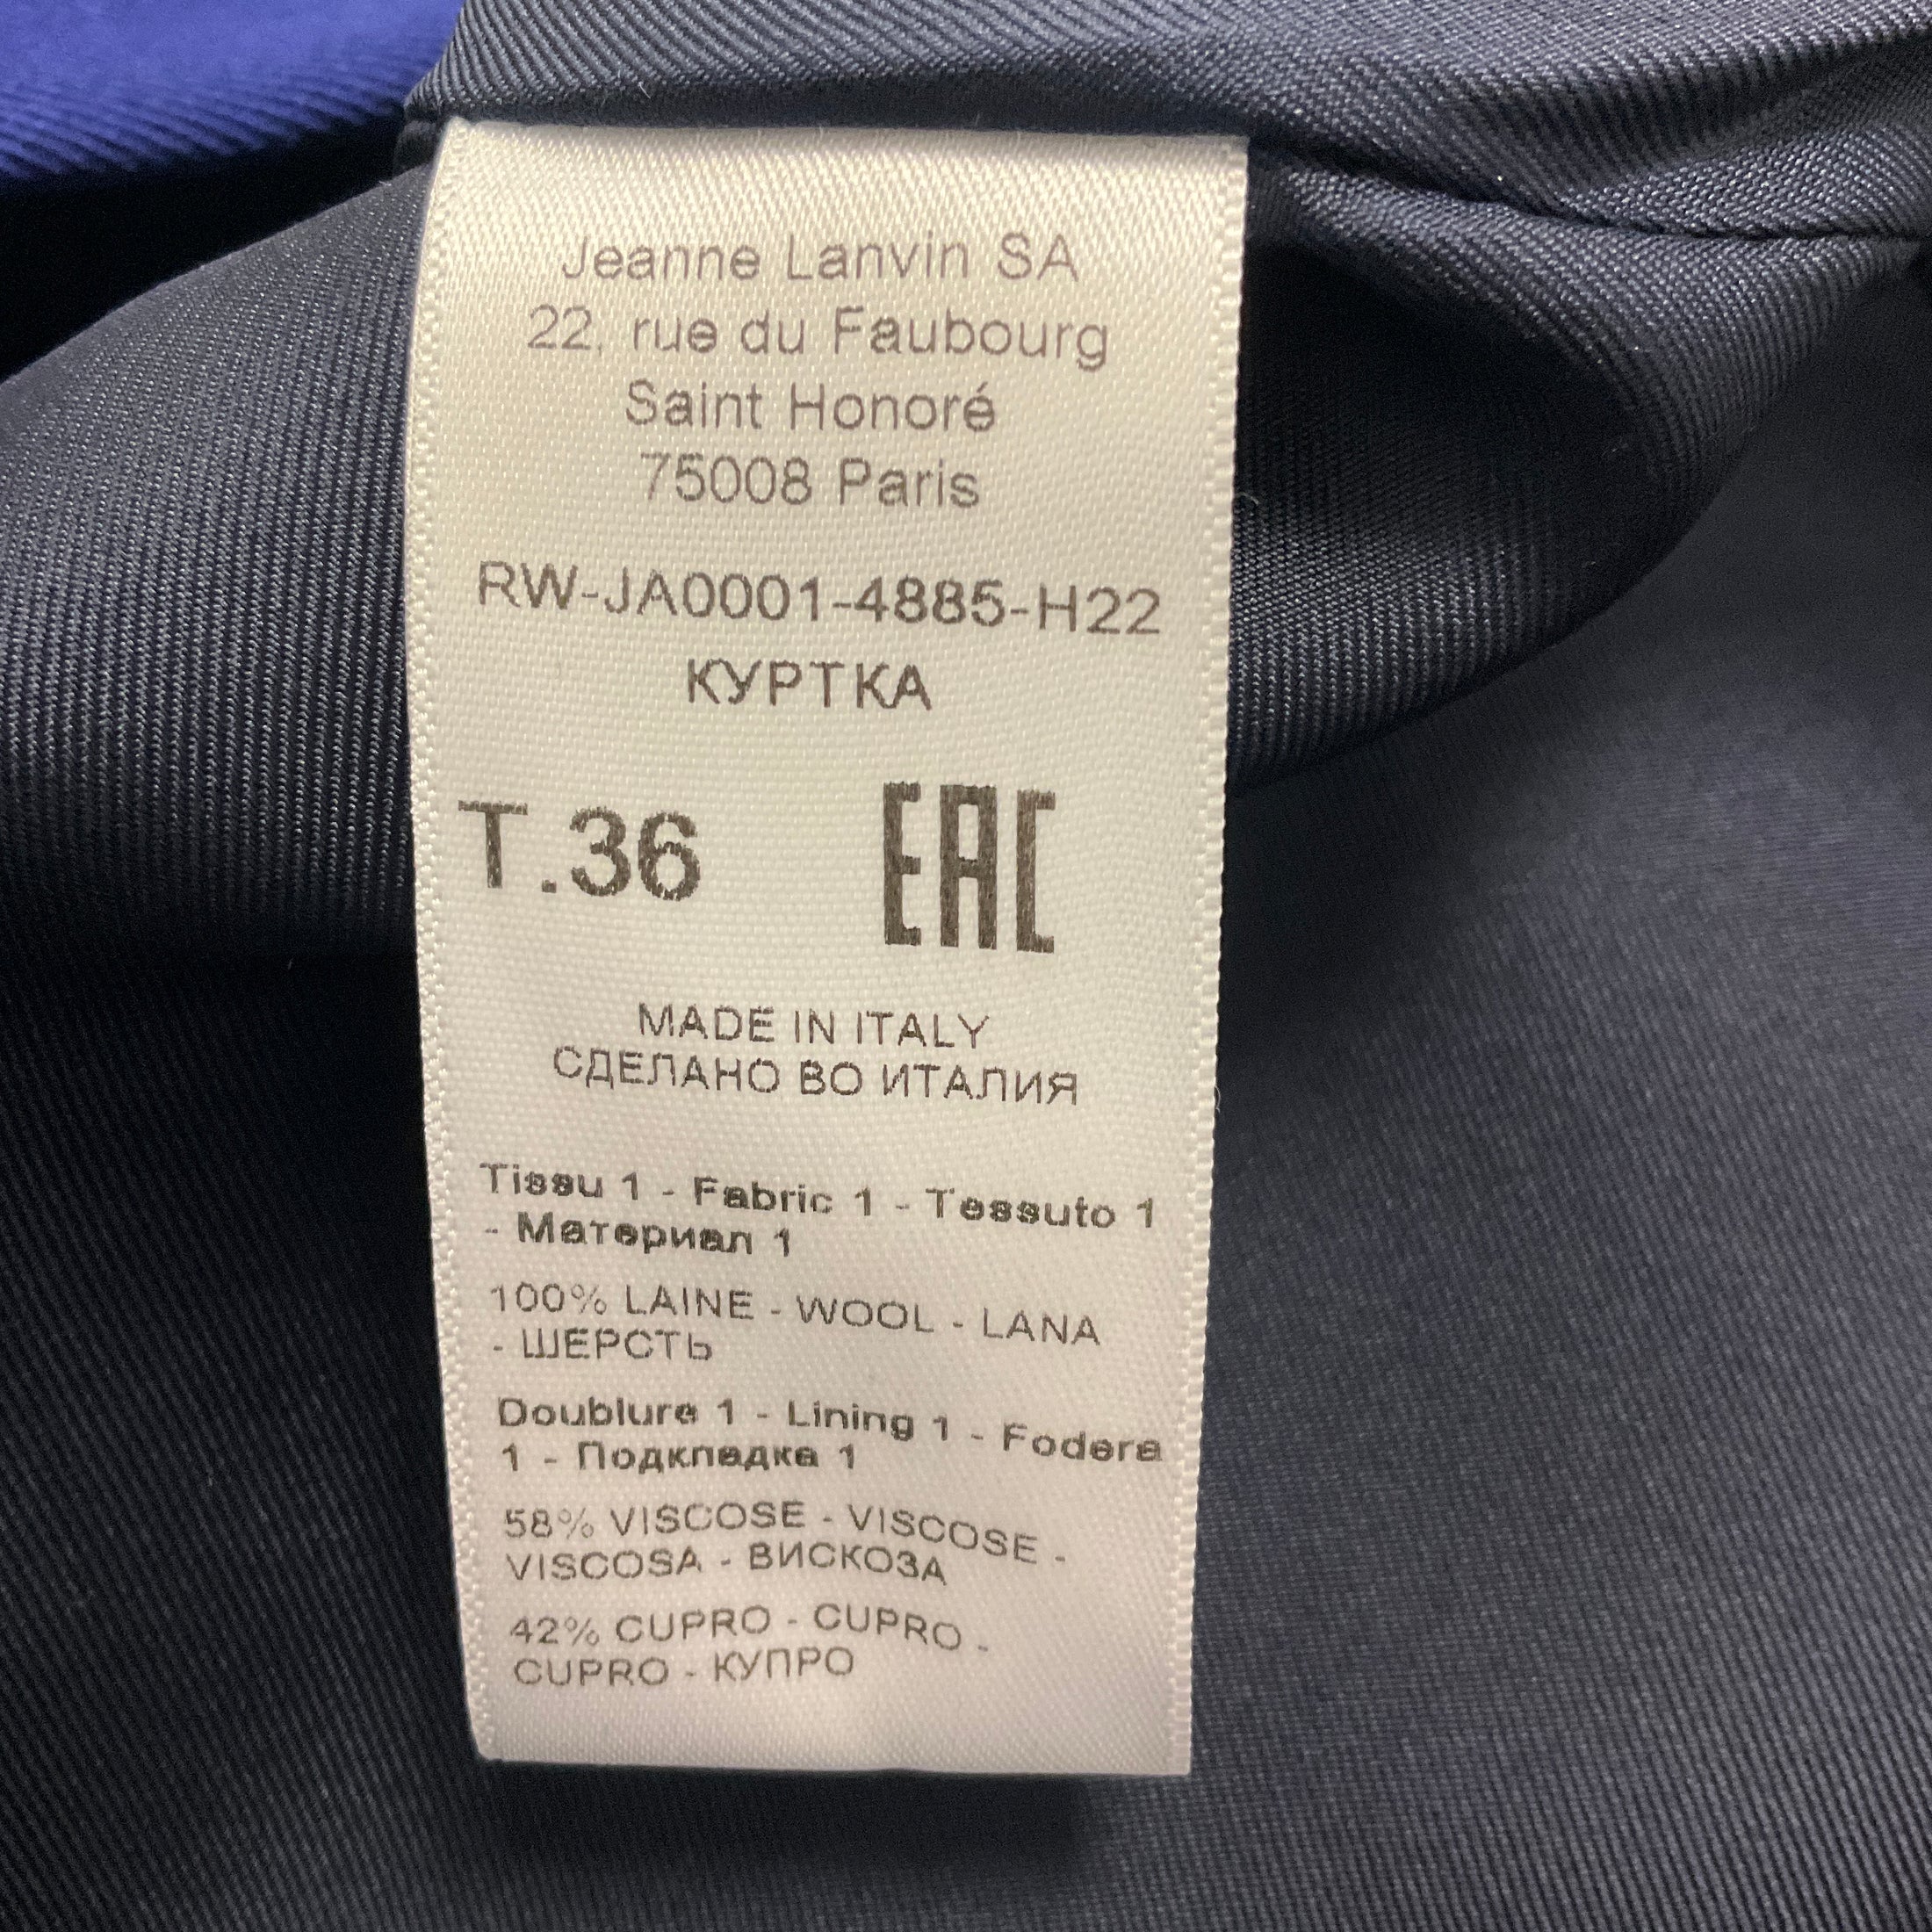 Jeanne Lanvin SA
22, rue du Faubourg
Saint Honoré
75008 Paris
RW-JA0001-4885-H22
КУРТКА
T.36 EAC
MADE IN ITALY
СДЕЛАНО ВО ИТАЛИЯ
Tissu 1 - Fabric 1 - Tessuto 1
- Материал 1
100% LAINE - WOOL - LANA
- ШЕРСТЬ
Doublure 1 - Lining 1 - Fodera
1 - Подкладка 1
58% VISCOSE - VISCOSE -
VISCOSA - ВИСКОЗА
42% CUPRO - CUPRO -
CUPRO - КУПРО